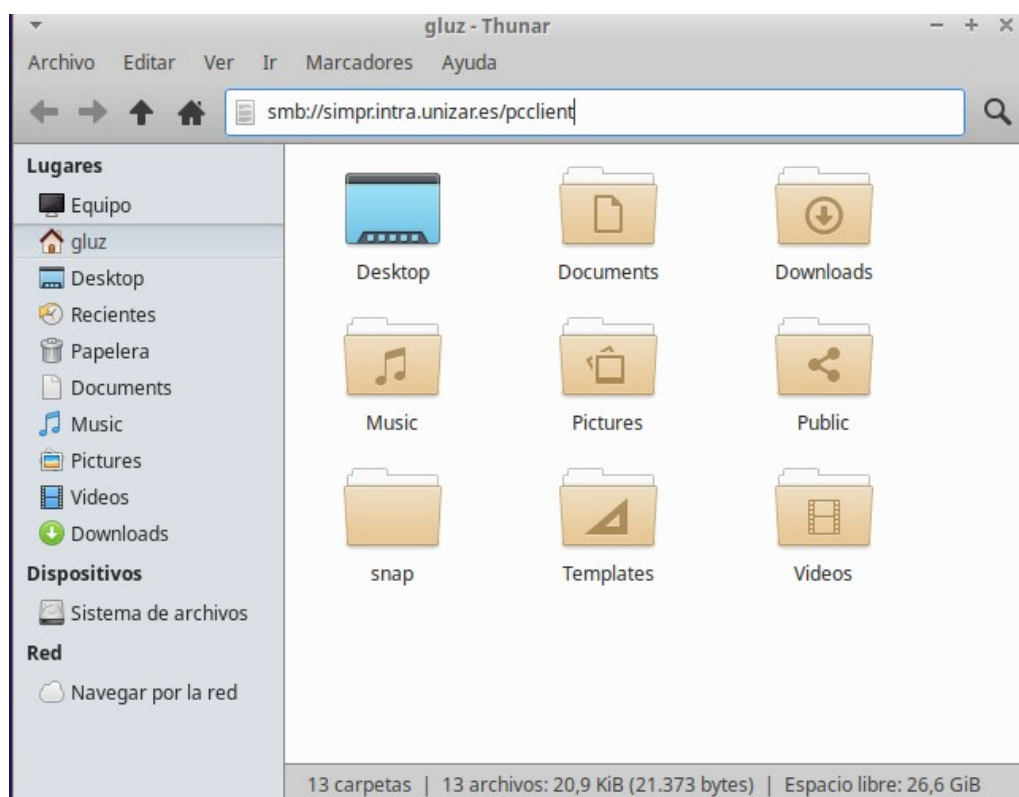 gluz - Thunar
Archivo Editar Ver Ir Marcadores Ayuda
smb://simpr.intra.unizar.es/pcclient
Lugares
Equipo
gluz
Desktop
Recientes
Papelera
Documents
Music
Pictures
Videos
Downloads
Dispositivos
Sistema de archivos
Red
Navegar por la red
Desktop Documents Downloads
Music Pictures Public
snap Templates Videos
13 carpetas | 13 archivos: 20,9 KiB (21.373 bytes) | Espacio libre: 26,6 GiB